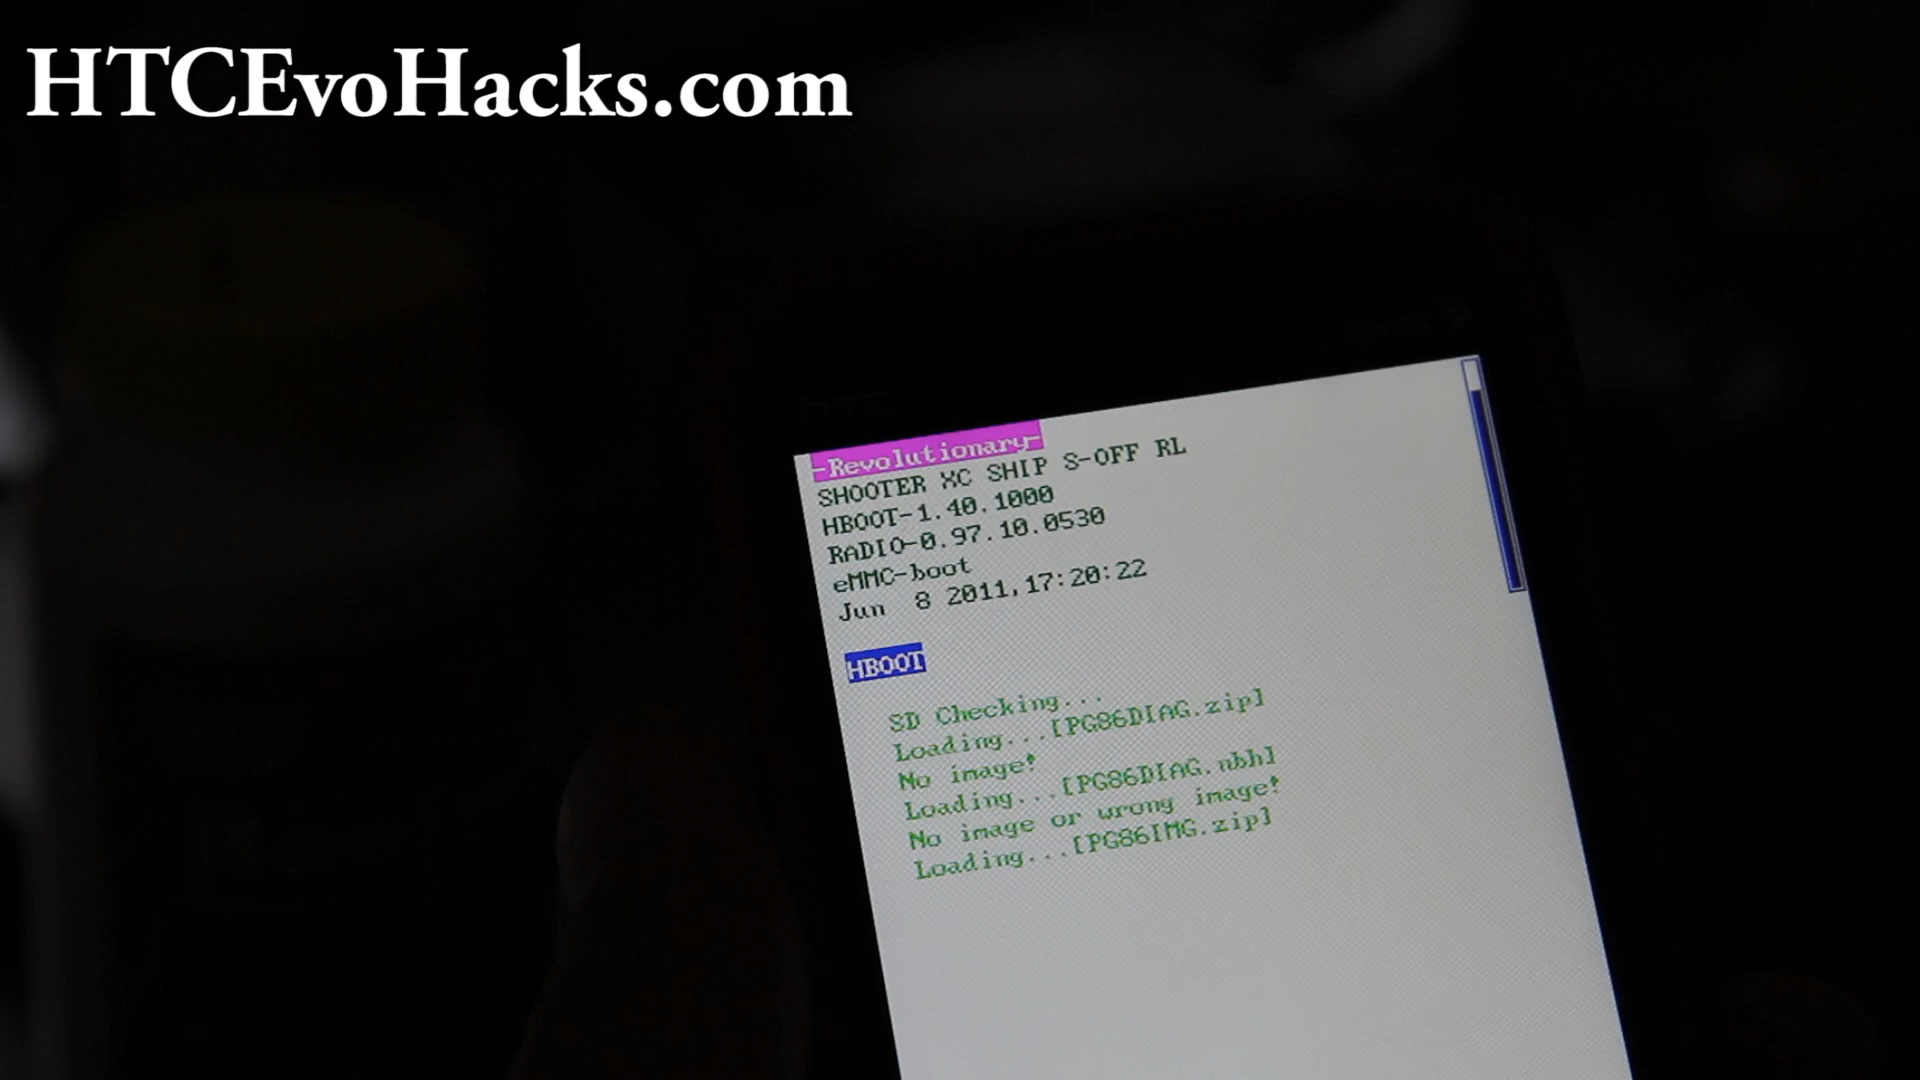 HTCEvoHacks.com
-Revolutionary-
SHOOTER XC SHIP S-OFF RL
HBOOT-1.40.1000
RADIO-0.97.10.0530
eMMC-boot
Jun  8 2011,17:20:22
HBOOT
SD Checking...
Loading...[PG86DIAG.zip]
No image!
Loading...[PG86DIAG.nbh]
No image or wrong image!
Loading...[PG86IMG.zip]